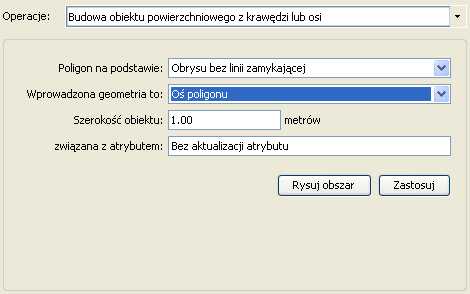 Operacje: Budowa obiektu powierzchniowego z krawędzi lub osi
Poligon na podstawie: Obrysu bez linii zamykającej
Wprowadzona geometria to: Oś poligonu
Szerokość obiektu: 1.00 metrów
związana z atrybutem: Bez aktualizacji atrybutu
Rysuj obszar Zastosuj